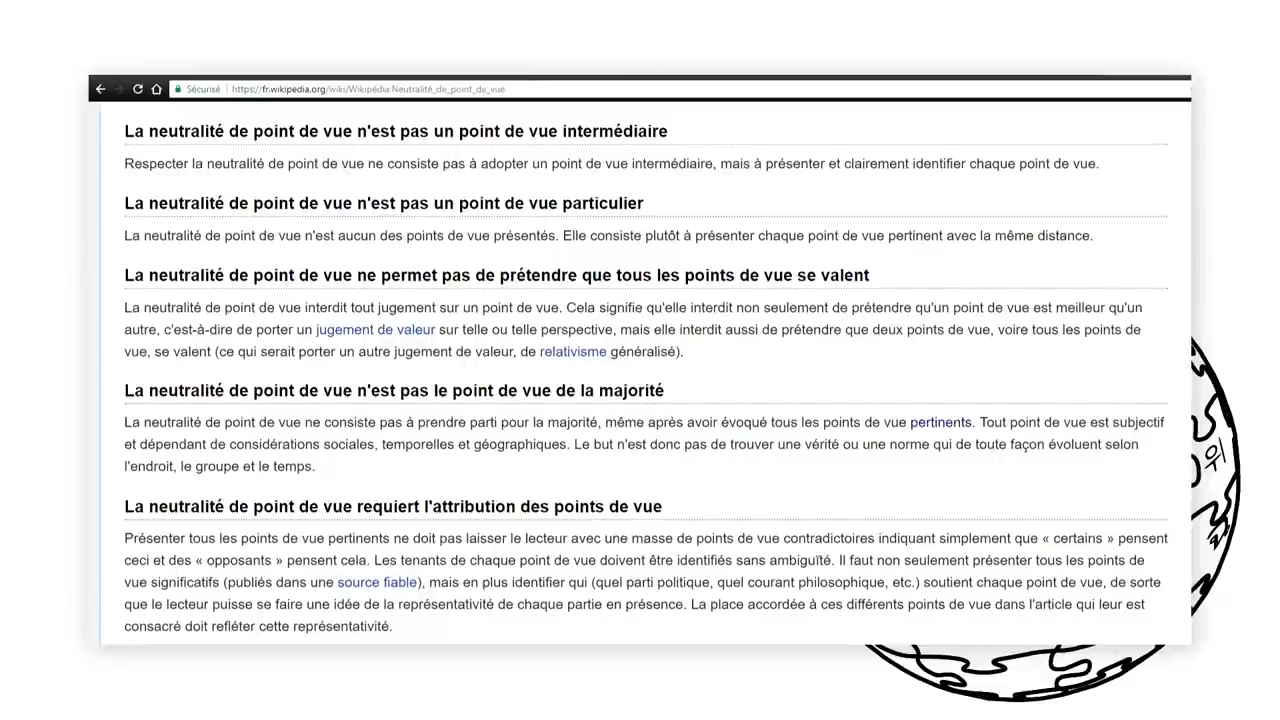 Sécurisé https://fr.wikipedia.org/wiki/Wikipédia:Neutralité_de_point_de_vue
La neutralité de point de vue n'est pas un point de vue intermédiaire
Respecter la neutralité de point de vue ne consiste pas à adopter un point de vue intermédiaire, mais à présenter et clairement identifier chaque point de vue.
La neutralité de point de vue n'est pas un point de vue particulier
La neutralité de point de vue n'est aucun des points de vue présentés. Elle consiste plutôt à présenter chaque point de vue pertinent avec la même distance.
La neutralité de point de vue ne permet pas de prétendre que tous les points de vue se valent
La neutralité de point de vue interdit tout jugement sur un point de vue. Cela signifie qu'elle interdit non seulement de prétendre qu'un point de vue est meilleur qu'un
autre, c'est-à-dire de porter un jugement de valeur sur telle ou telle perspective, mais elle interdit aussi de prétendre que deux points de vue, voire tous les points de
vue, se valent (ce qui serait porter un autre jugement de valeur, de relativisme généralisé).
La neutralité de point de vue n'est pas le point de vue de la majorité
La neutralité de point de vue ne consiste pas à prendre parti pour la majorité, même après avoir évoqué tous les points de vue pertinents. Tout point de vue est subjectif
et dépendant de considérations sociales, temporelles et géographiques. Le but n'est donc pas de trouver une vérité ou une norme qui de toute façon évoluent selon
l'endroit, le groupe et le temps.
La neutralité de point de vue requiert l'attribution des points de vue
Présenter tous les points de vue pertinents ne doit pas laisser le lecteur avec une masse de points de vue contradictoires indiquant simplement que « certains » pensent
ceci et des « opposants » pensent cela. Les tenants de chaque point de vue doivent être identifiés sans ambiguïté. Il faut non seulement présenter tous les points de
vue significatifs (publiés dans une source fiable), mais en plus identifier qui (quel parti politique, quel courant philosophique, etc.) soutient chaque point de vue, de sorte
que le lecteur puisse se faire une idée de la représentativité de chaque partie en présence. La place accordée à ces différents points de vue dans l'article qui leur est
consacré doit refléter cette représentativité.
위